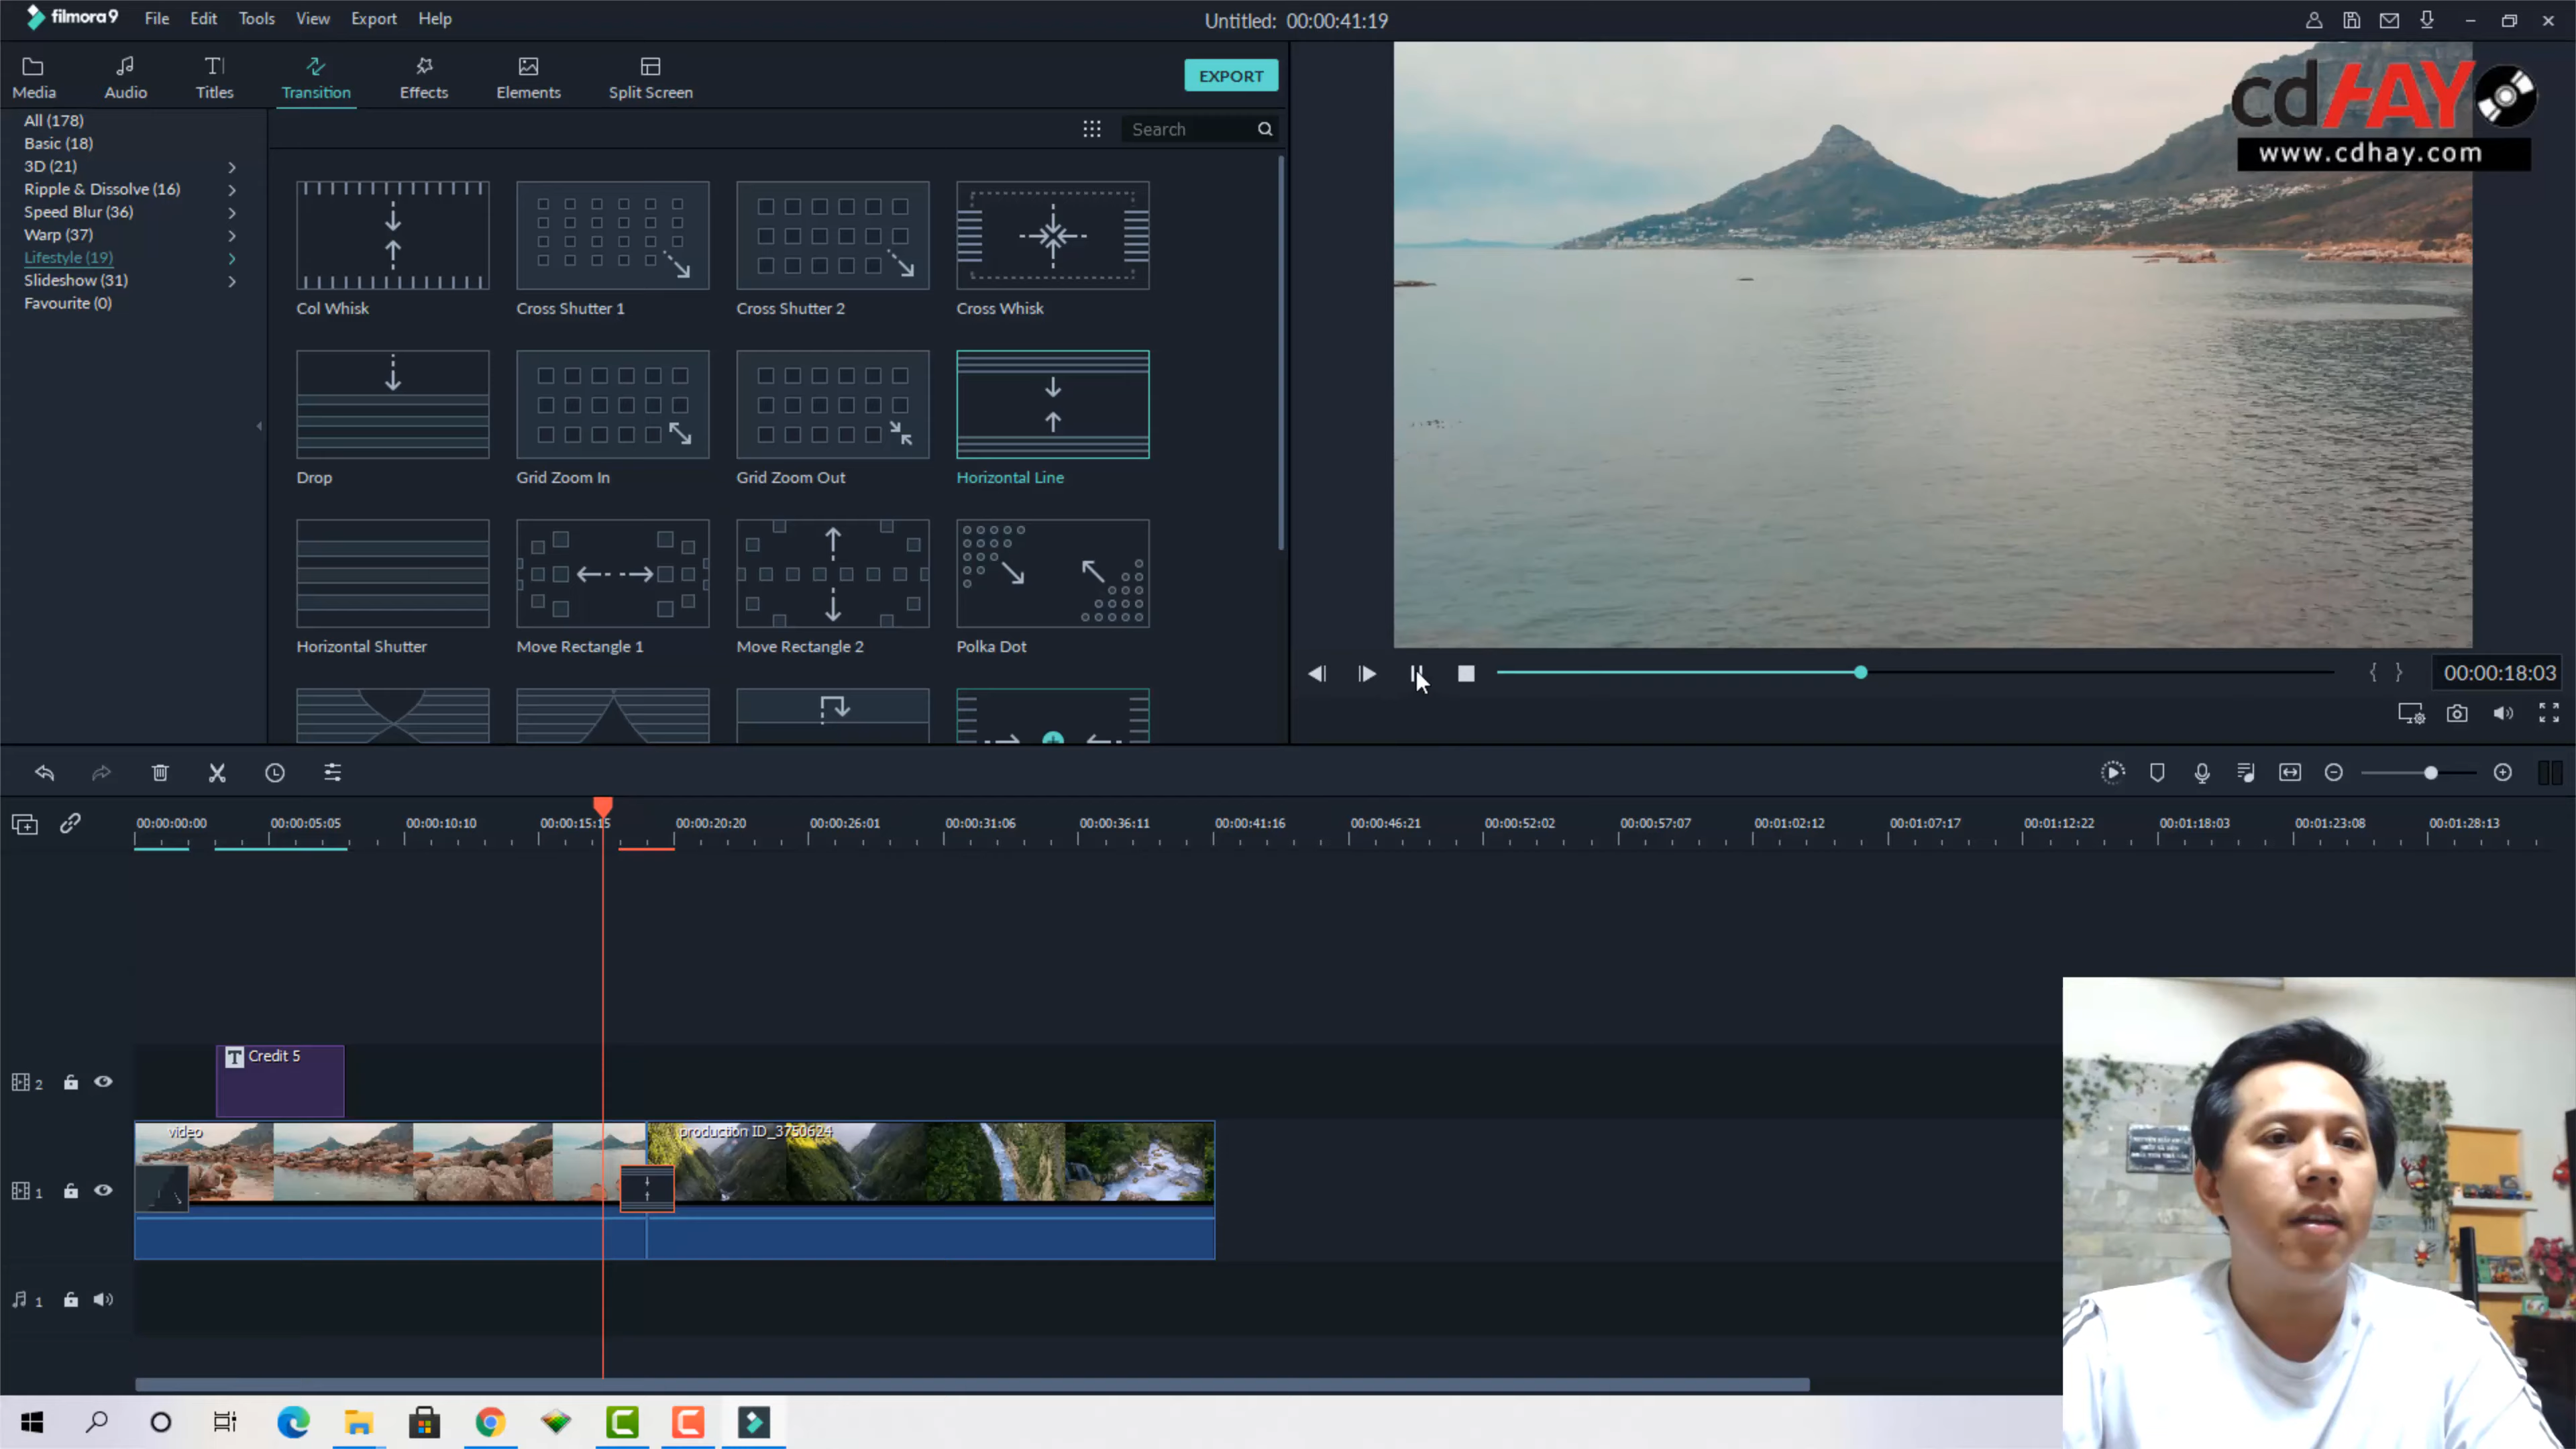 filmora9
File Edit Tools View Export Help
Untitled: 00:00:41:19
Media Audio Titles Transition Effects Elements Split Screen
EXPORT
All (178)
Basic (18)
3D (21)
Ripple & Dissolve (16)
Speed Blur (36)
Warp (37)
Lifestyle (19)
Slideshow (31)
Favourite (0)
Search
Col Whisk Cross Shutter 1 Cross Shutter 2 Cross Whisk
Drop Grid Zoom In Grid Zoom Out Horizontal Line
Horizontal Shutter Move Rectangle 1 Move Rectangle 2 Polka Dot
cdHAY
www.cdhay.com
00:00:18:03
00:00:00:00 00:00:05:05 00:00:10:10 00:00:15:15 00:00:20:20 00:00:26:01 00:00:31:06 00:00:36:11 00:00:41:16 00:00:46:21 00:00:52:02 00:00:57:07 00:01:02:12 00:01:07:17 00:01:12:22 00:01:18:03 00:01:23:08 00:01:28:13
2
T Credit 5
video
production ID_3750624
1
1